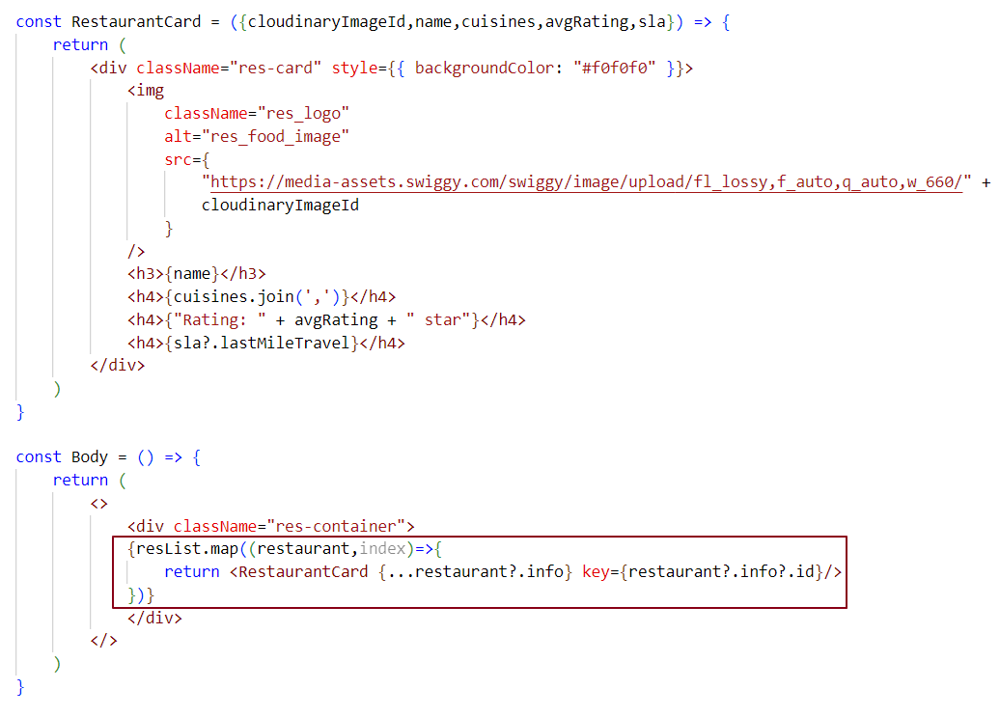 const RestaurantCard = ({cloudinaryImageId,name,cuisines,avgRating,sla}) => {
    return (
        <div className="res-card" style={{ backgroundColor: "#f0f0f0" }}>
            <img
                className="res_logo"
                alt="res_food_image"
                src={
                    "https://media-assets.swiggy.com/swiggy/image/upload/fl_lossy,f_auto,q_auto,w_660/" +
                    cloudinaryImageId
                }
            />
            <h3>{name}</h3>
            <h4>{cuisines.join(',')}</h4>
            <h4>{"Rating: " + avgRating + " star"}</h4>
            <h4>{sla?.lastMileTravel}</h4>
        </div>
    )
}

const Body = () => {
    return (
        <>
            <div className="res-container">
            {resList.map((restaurant,index)=>{
                return <RestaurantCard {...restaurant?.info} key={restaurant?.info?.id}/>
            })}
            </div>
        </>
    )
}